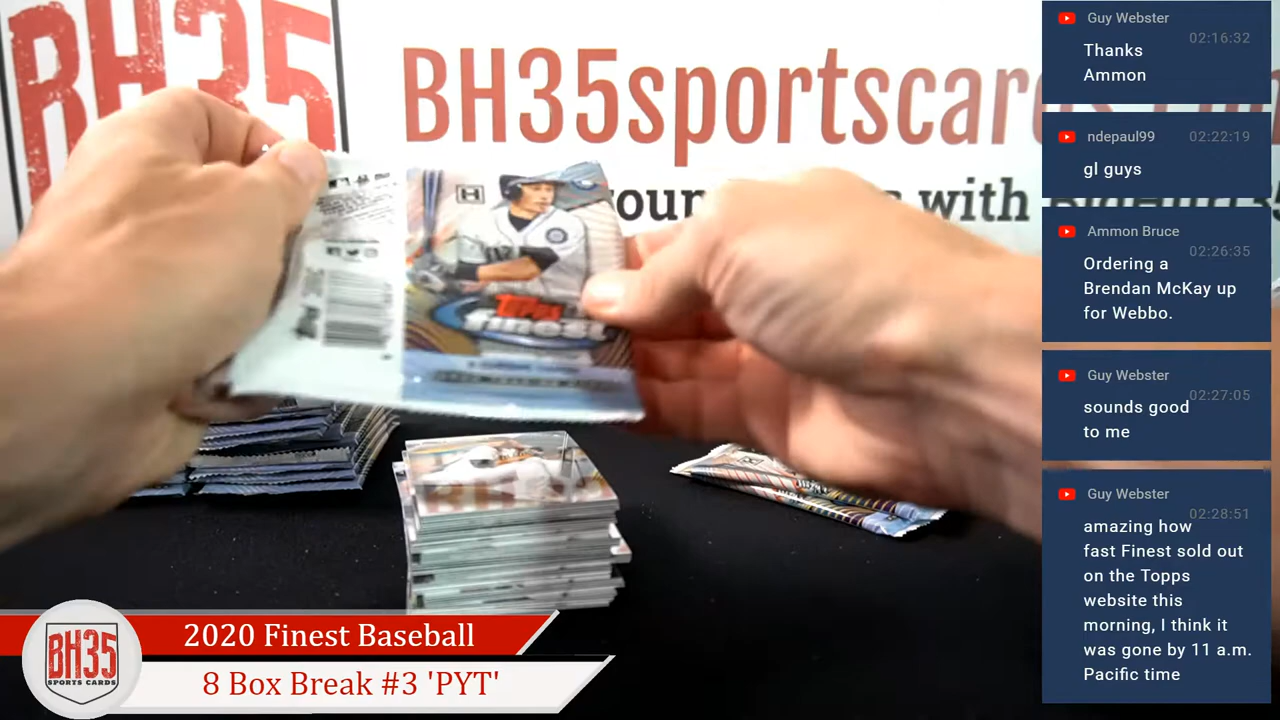 BH35
BH35sportscar
with
H
TOPPS
FINEST
2020 Finest Baseball
8 Box Break #3 'PYT'
BH35
SPORTS CARDS
Guy Webster
02:16:32
Thanks
Ammon
ndepaul99
02:22:19
gl guys
Ammon Bruce
02:26:35
Ordering a
Brendan McKay up
for Webbo.
Guy Webster
02:27:05
sounds good
to me
Guy Webster
02:28:51
amazing how
fast Finest sold out
on the Topps
website this
morning, I think it
was gone by 11 a.m.
Pacific time